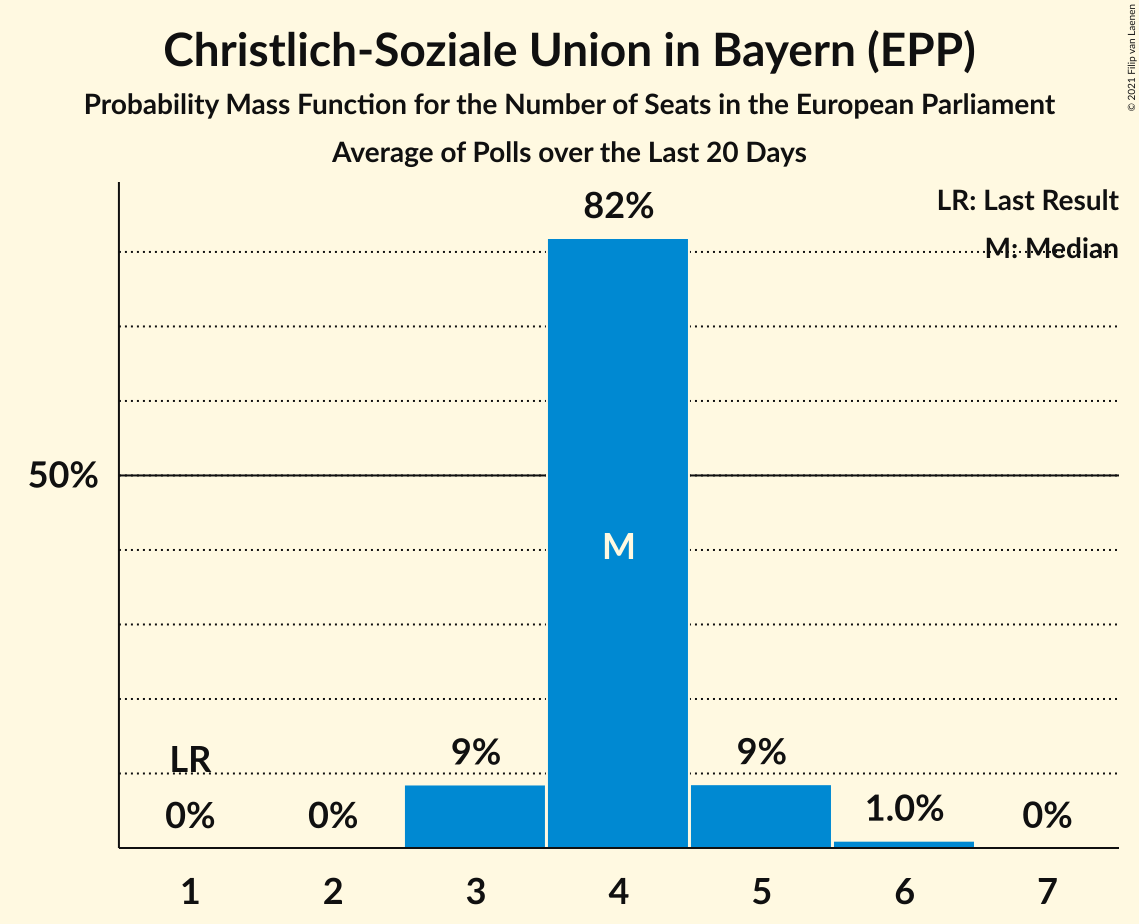 Christlich-Soziale Union in Bayern (EPP)
Probability Mass Function for the Number of Seats in the European Parliament
Average of Polls over the Last 20 Days
© 2021 Filip van Laenen
82%
LR: Last Result
M: Median
50%
M
LR
9%
9%
0%
0%
1.0%
0%
1 2 3 4 5 6 7